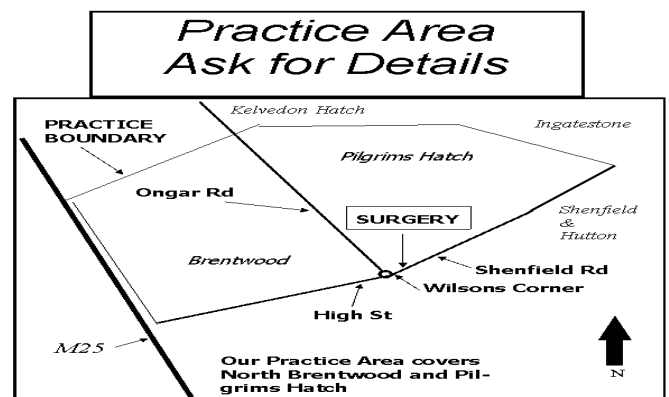 Practice Area
Ask for Details
Kelvedon Hatch
PRACTICE
BOUNDARY
Ingatestone
Pilgrims Hatch
Ongar Rd
SURGERY
Shenfield
&
Hutton
Brentwood
Shenfield Rd
Wilsons Corner
High St
M25
Our Practice Area covers
North Brentwood and Pil-
grims Hatch
N